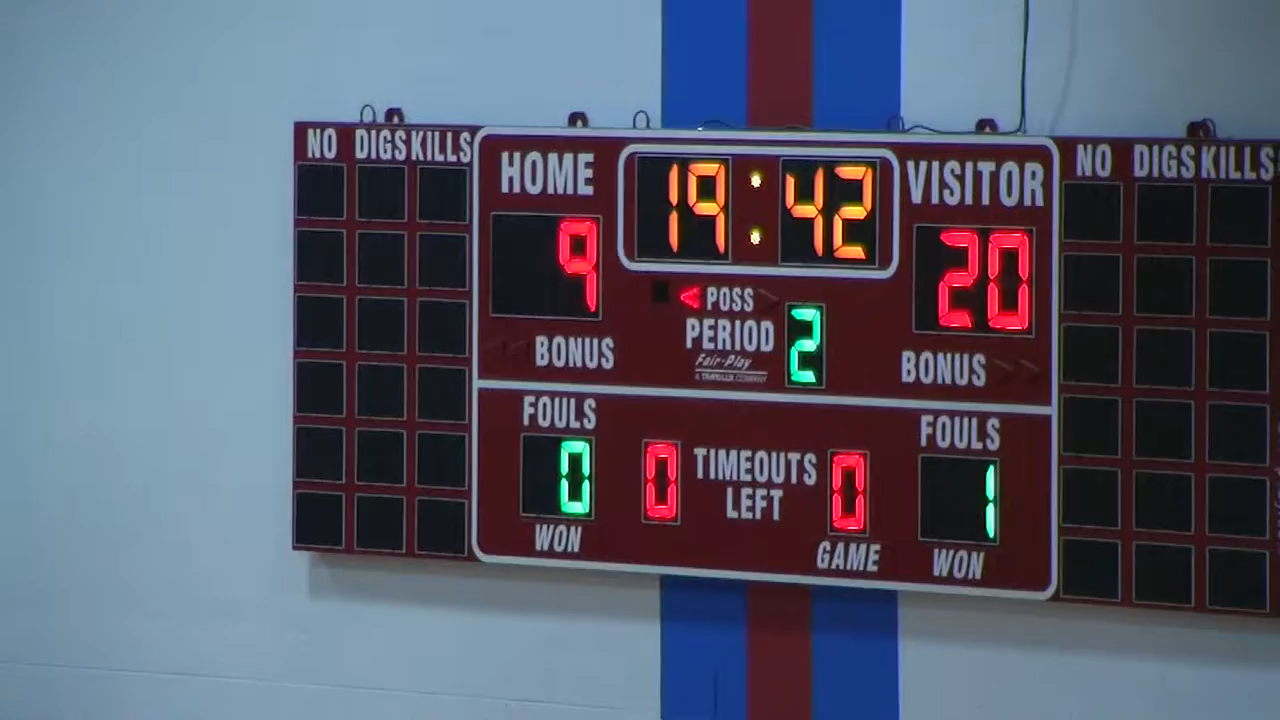 NO DIGS KILLS
HOME
19:42
VISITOR
NO DIGS KILLS
9
20
POSS
PERIOD
2
Fair-Play
BONUS
BONUS
FOULS
FOULS
0
0
TIMEOUTS
LEFT
0
1
WON
GAME
WON